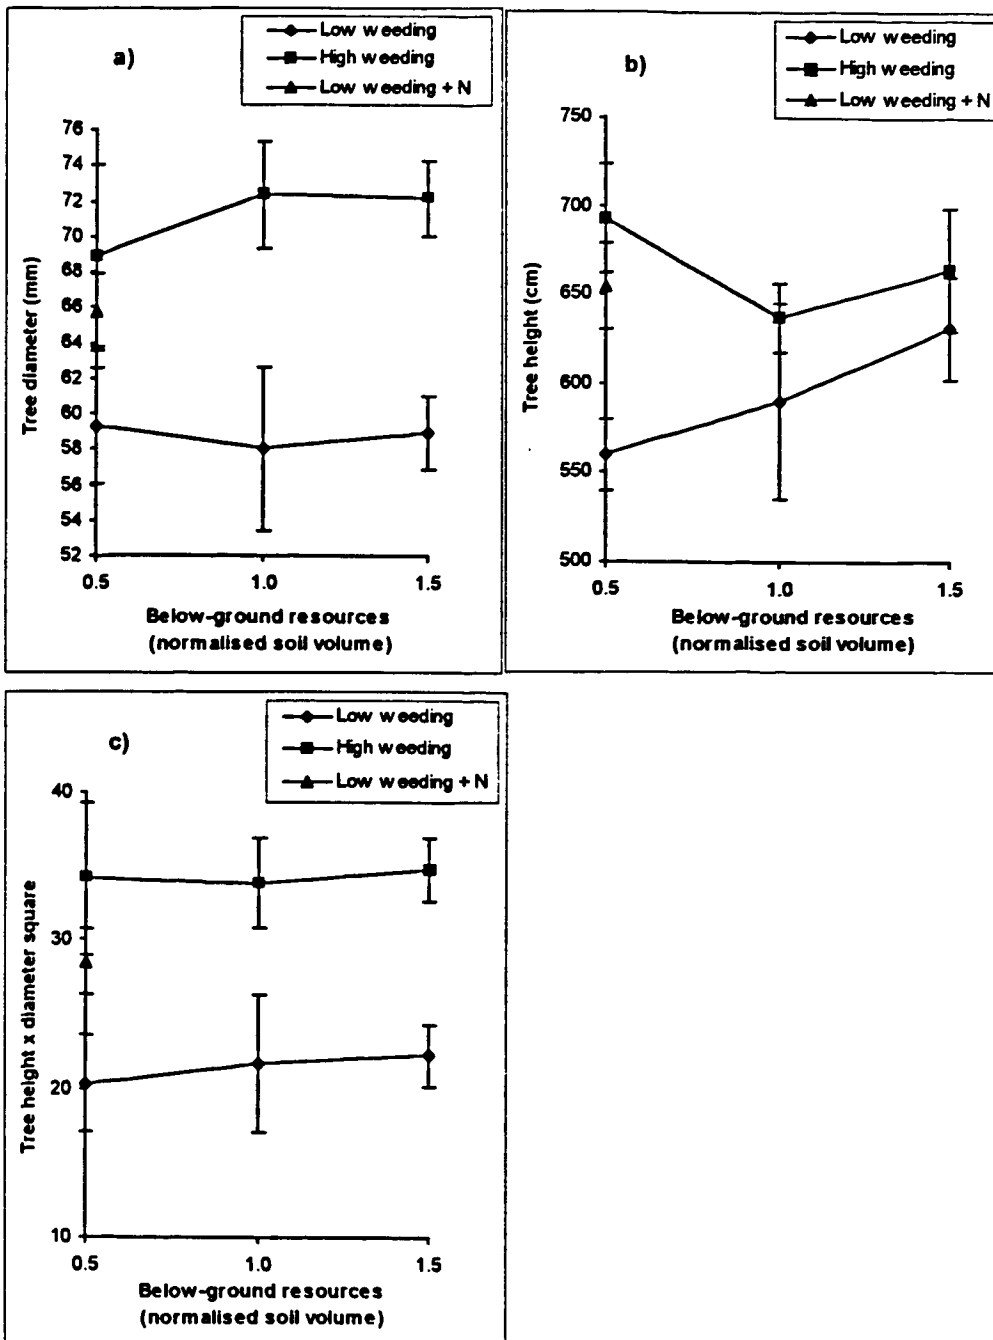 a)
Low weeding
High weeding
Low weeding + N
76
74
72
70
68
66
64
62
60
58
56
54
52
Tree diameter (mm)
0.5 1.0 1.5
Below-ground resources
(normalised soil volume)
b)
Low weeding
High weeding
Low weeding + N
750
700
650
600
550
500
Tree height (cm)
0.5 1.0 1.5
Below-ground resources
(normalised soil volume)
c)
Low weeding
High weeding
Low weeding + N
40
30
20
10
Tree height x diameter square
0.5 1.0 1.5
Below-ground resources
(normalised soil volume)